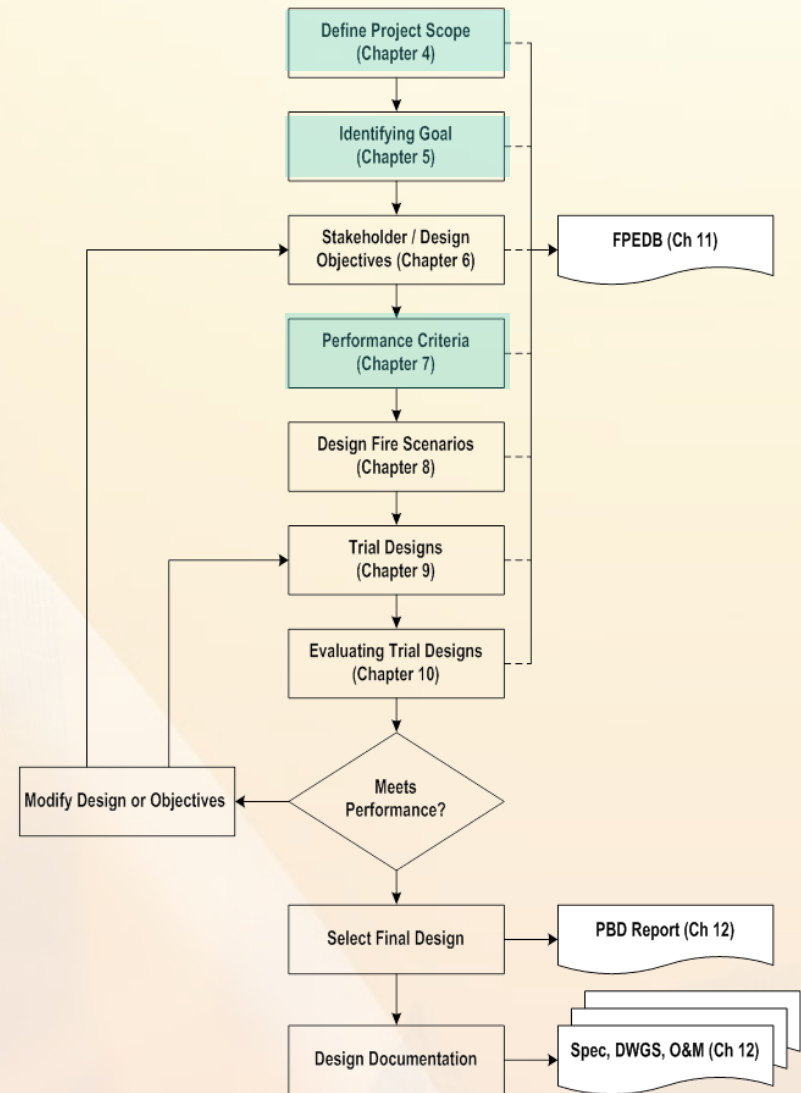 Define Project Scope
(Chapter 4)
Identifying Goal
(Chapter 5)
Stakeholder / Design
Objectives (Chapter 6)
FPEDB (Ch 11)
Performance Criteria
(Chapter 7)
Design Fire Scenarios
(Chapter 8)
Trial Designs
(Chapter 9)
Evaluating Trial Designs
(Chapter 10)
Modify Design or Objectives
Meets
Performance?
Select Final Design
PBD Report (Ch 12)
Design Documentation
Spec, DWGS, O&M (Ch 12)